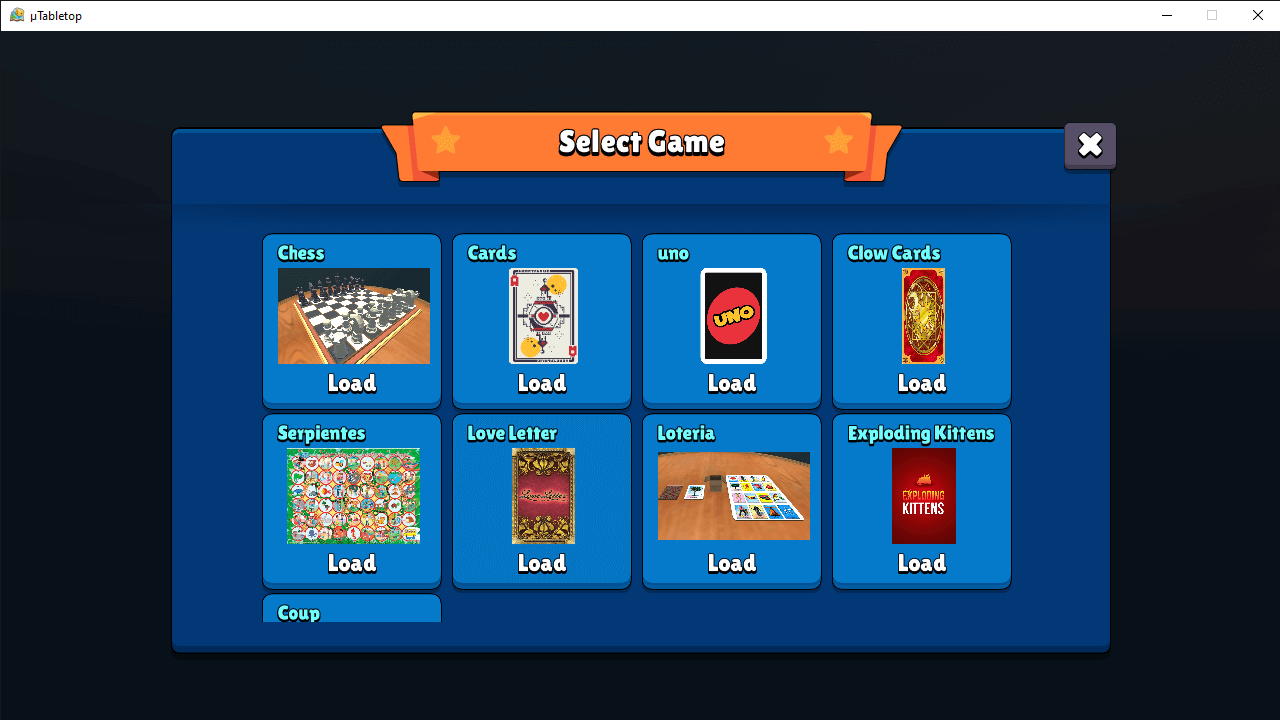 µTabletop
Select Game
Chess
Cards
uno
Clow Cards
UNO
Load
Load
Load
Load
Serpientes
Love Letter
Loteria
Exploding Kittens
Love Letter
EXPLODING
KITTENS
Load
Load
Load
Load
Coup